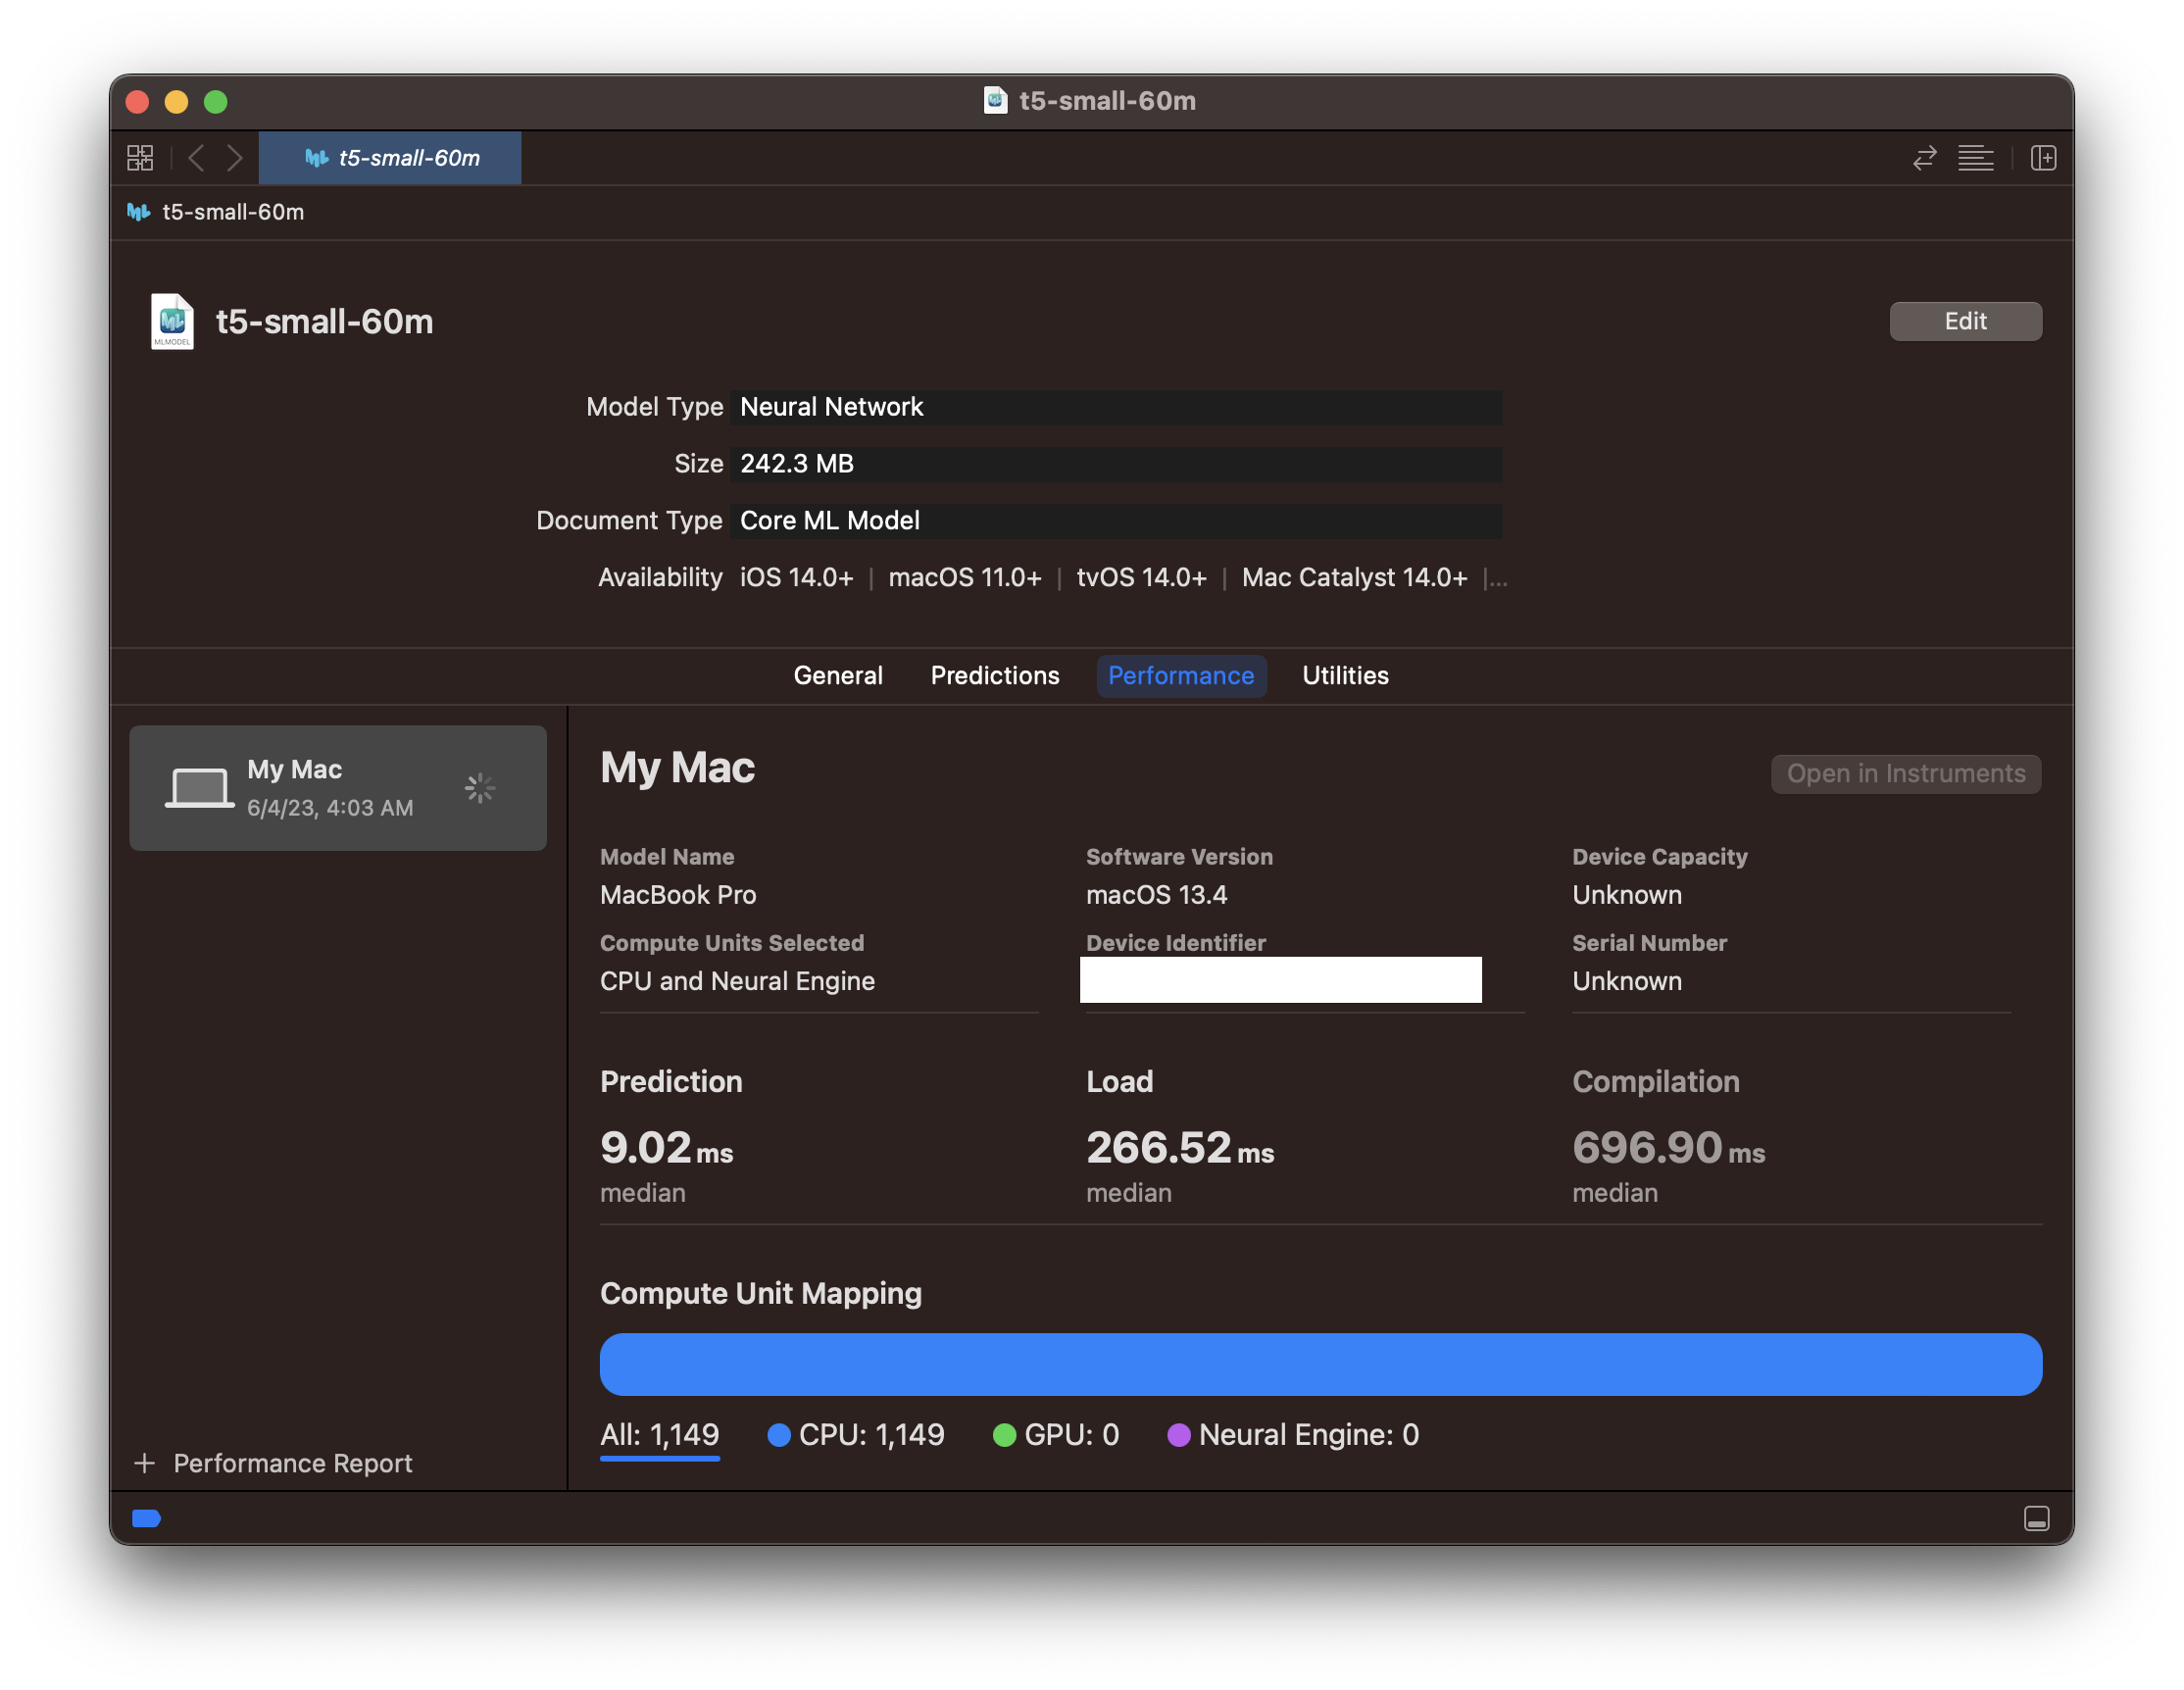 t5-small-60m
t5-small-60m
t5-small-60m
MLMODEL
t5-small-60m
Edit
Model Type Neural Network
Size 242.3 MB
Document Type Core ML Model
Availability iOS 14.0+ | macOS 11.0+ | tvOS 14.0+ | Mac Catalyst 14.0+ |...
General Predictions Performance Utilities
My Mac
6/4/23, 4:03 AM
My Mac
Open in Instruments
Model Name Software Version Device Capacity
MacBook Pro macOS 13.4 Unknown
Compute Units Selected Device Identifier Serial Number
CPU and Neural Engine Unknown
Prediction Load Compilation
9.02 ms 266.52 ms 696.90 ms
median median median
Compute Unit Mapping
All: 1,149 CPU: 1,149 GPU: 0 Neural Engine: 0
+ Performance Report